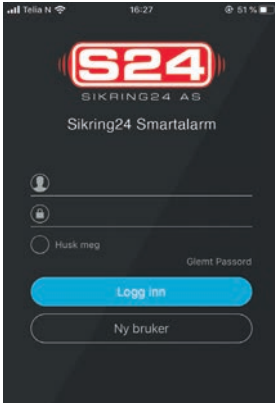 Telia N 16:27 51 %
S24
SIKRING24 AS
Sikring24 Smartalarm
Husk meg
Glemt Passord
Logg inn
Ny bruker